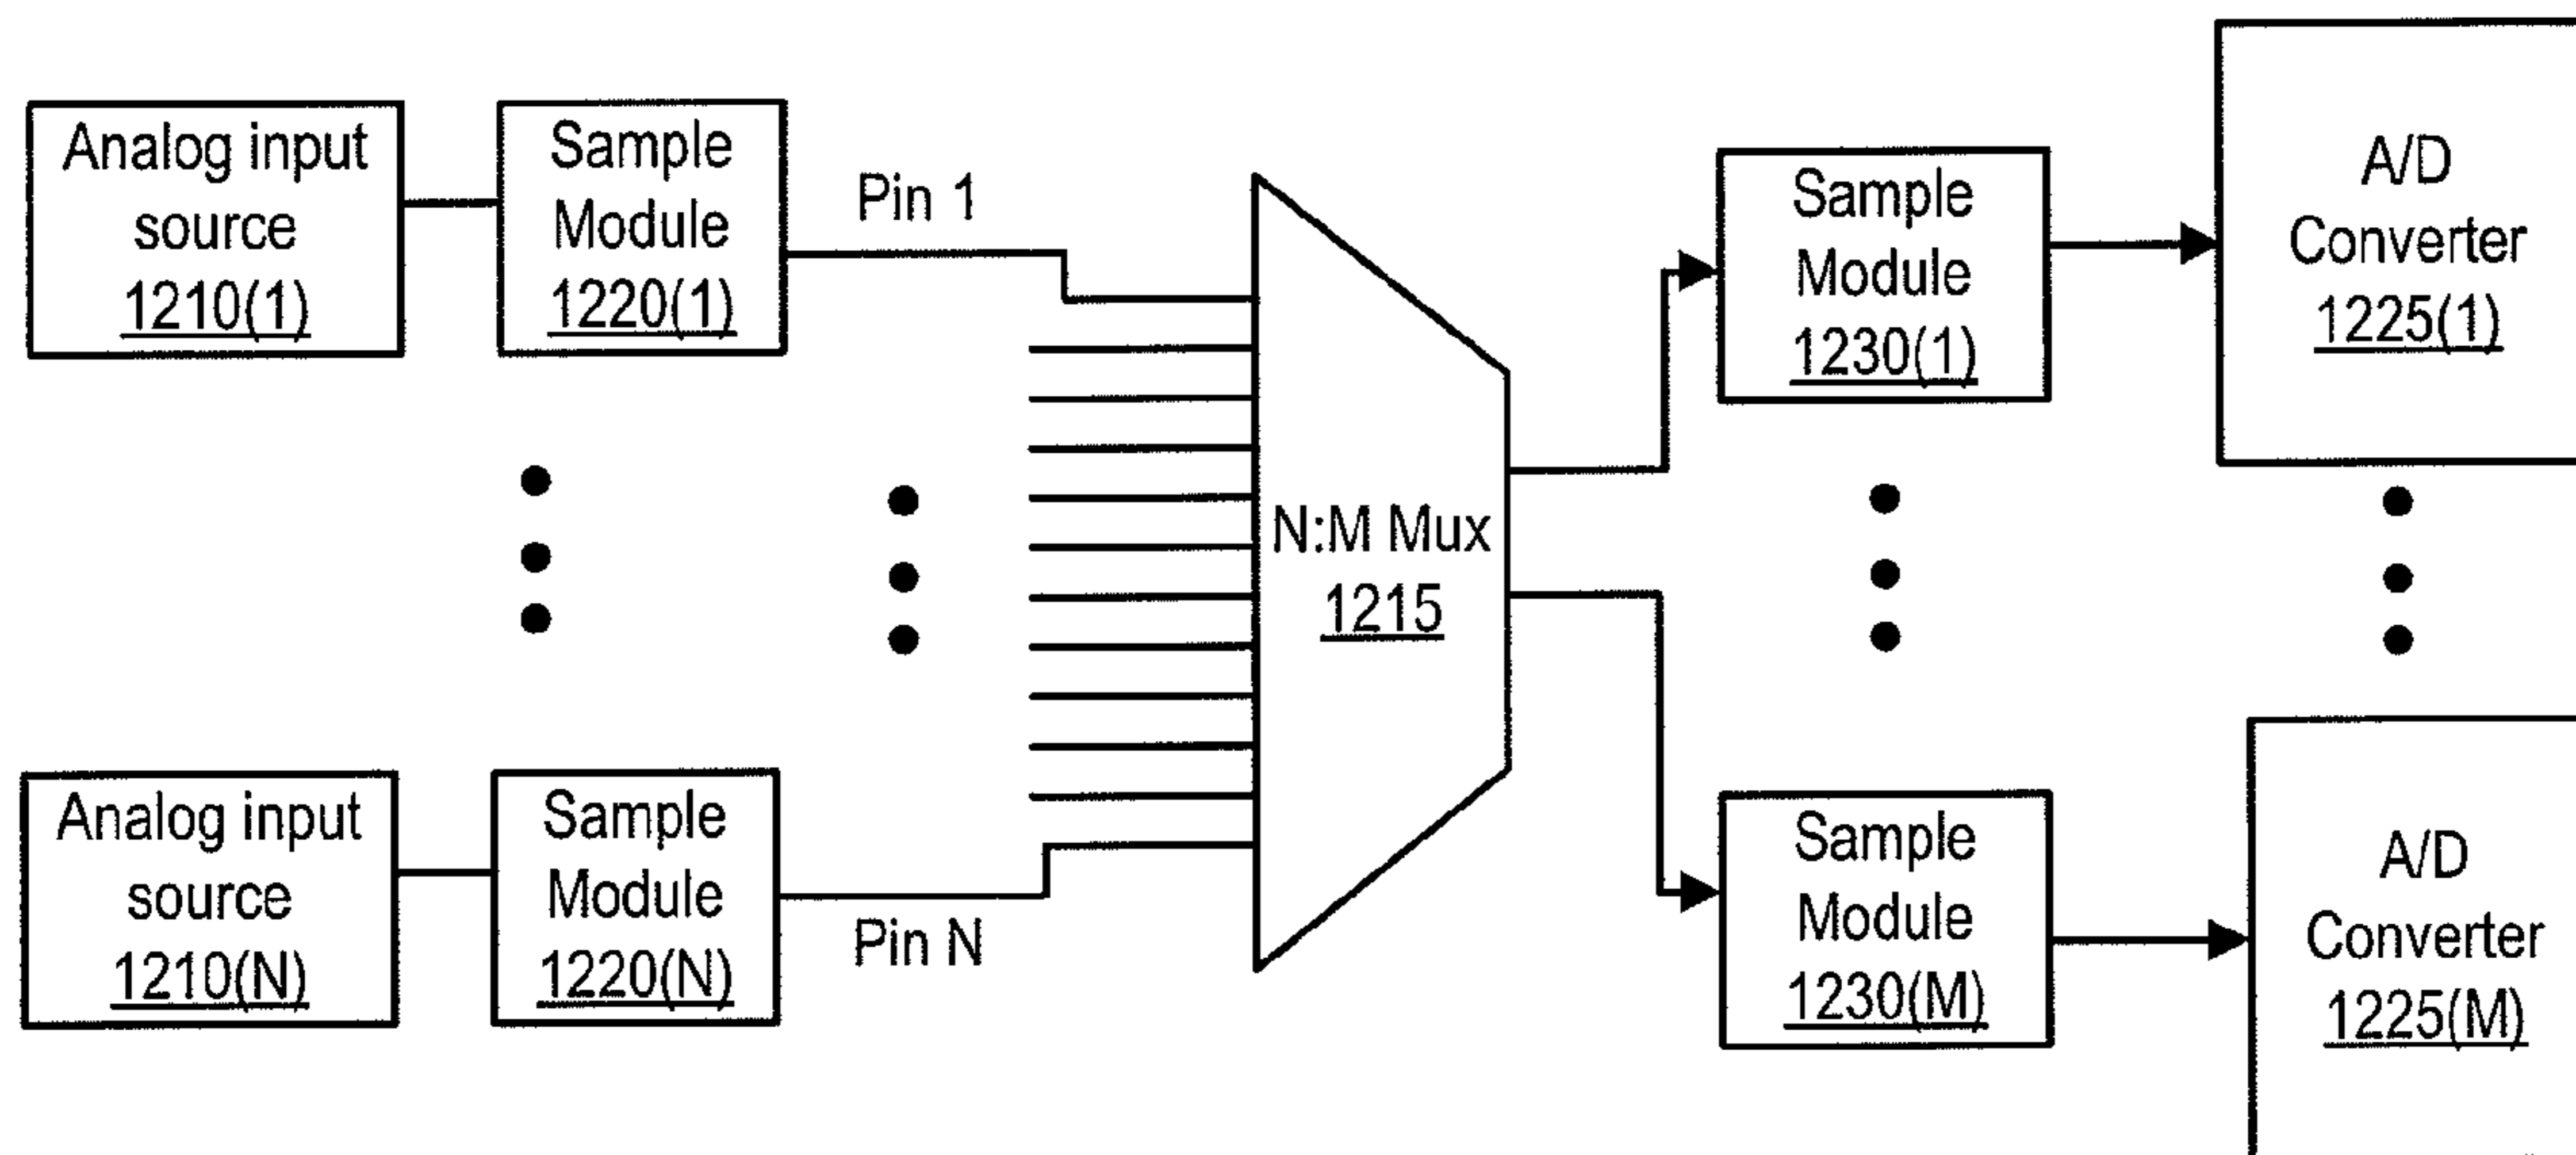 Analog input
source
1210(1)
Sample
Module
1220(1)
Pin 1
N:M Mux
1215
Sample
Module
1230(1)
A/D
Converter
1225(1)
Analog input
source
1210(N)
Sample
Module
1220(N)
Pin N
Sample
Module
1230(M)
A/D
Converter
1225(M)